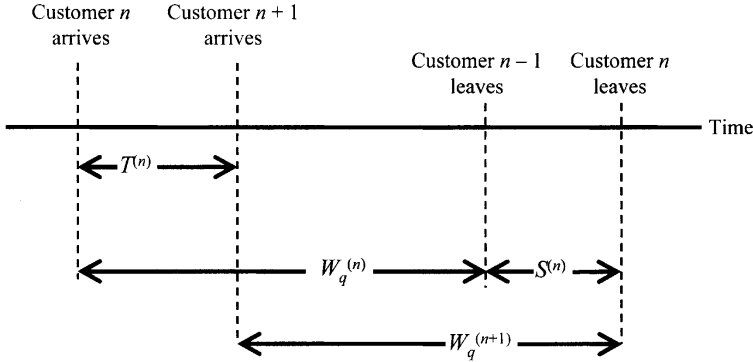 Customer n
arrives
Customer n + 1
arrives
Customer n – 1
leaves
Customer n
leaves
Time
T(n)
Wq(n)
S(n)
Wq(n+1)